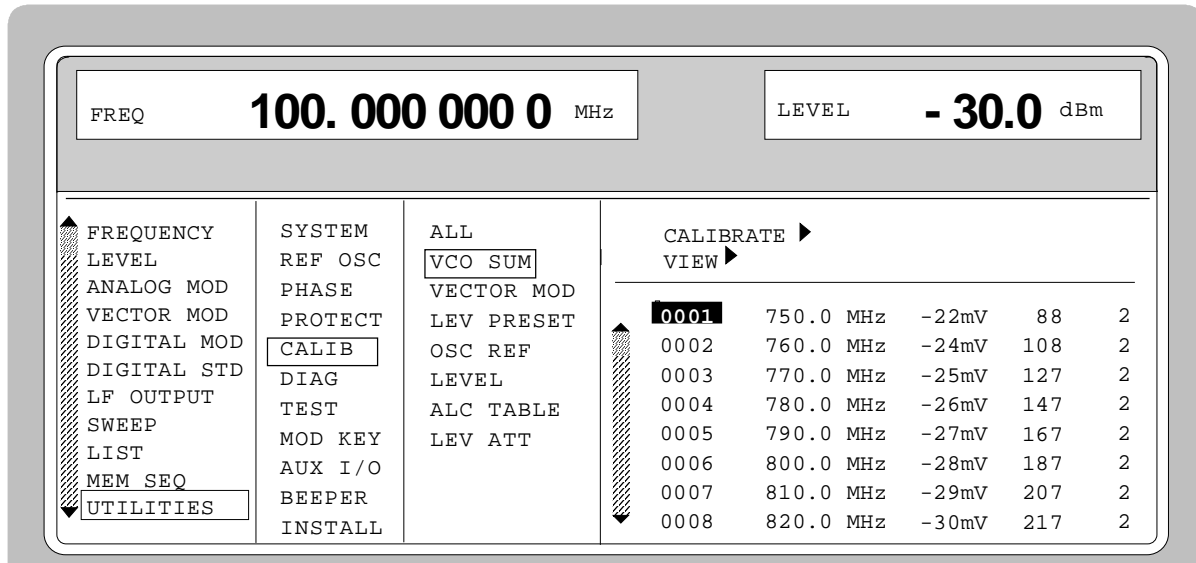 FREQ 100. 000 000 0 MHz
LEVEL - 30.0 dBm
FREQUENCY
LEVEL
ANALOG MOD
VECTOR MOD
DIGITAL MOD
DIGITAL STD
LF OUTPUT
SWEEP
LIST
MEM SEQ
UTILITIES
SYSTEM
REF OSC
PHASE
PROTECT
CALIB
DIAG
TEST
MOD KEY
AUX I/O
BEEPER
INSTALL
ALL
VCO SUM
VECTOR MOD
LEV PRESET
OSC REF
LEVEL
ALC TABLE
LEV ATT
CALIBRATE
VIEW
0001 750.0 MHz -22mV 88 2
0002 760.0 MHz -24mV 108 2
0003 770.0 MHz -25mV 127 2
0004 780.0 MHz -26mV 147 2
0005 790.0 MHz -27mV 167 2
0006 800.0 MHz -28mV 187 2
0007 810.0 MHz -29mV 207 2
0008 820.0 MHz -30mV 217 2